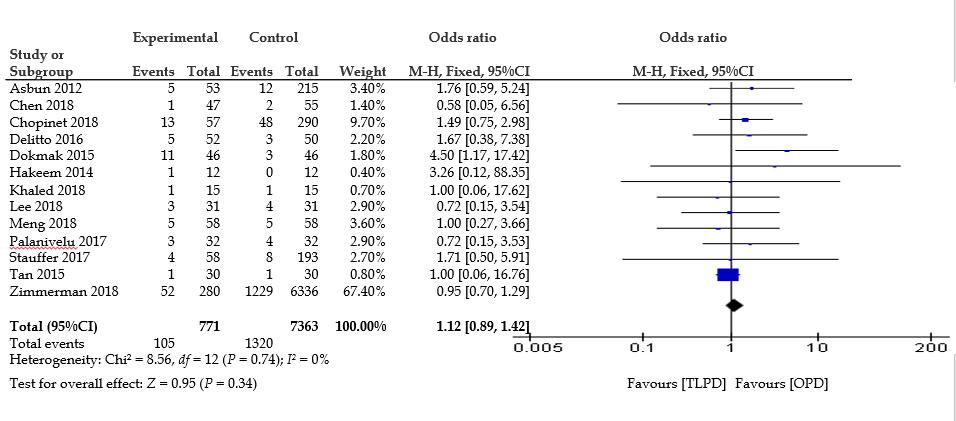 Experimental Control Odds ratio Odds ratio
Study or
Subgroup Events Total Events Total Weight M-H, Fixed, 95%CI M-H, Fixed, 95%CI
Asbun 2012 5 53 12 215 3.40% 1.76 [0.59, 5.24]
Chen 2018 1 47 2 55 1.40% 0.58 [0.05, 6.56]
Chopinet 2018 13 57 48 290 9.70% 1.49 [0.75, 2.98]
Delitto 2016 5 52 3 50 2.20% 1.67 [0.38, 7.38]
Dokmak 2015 11 46 3 46 1.80% 4.50 [1.17, 17.42]
Hakeem 2014 1 12 0 12 0.40% 3.26 [0.12, 88.35]
Khaled 2018 1 15 1 15 0.70% 1.00 [0.06, 17.62]
Lee 2018 3 31 4 31 2.90% 0.72 [0.15, 3.54]
Meng 2018 5 58 5 58 3.60% 1.00 [0.27, 3.66]
Palanivelu 2017 3 32 4 32 2.90% 0.72 [0.15, 3.53]
Stauffer 2017 4 58 8 193 2.70% 1.71 [0.50, 5.91]
Tan 2015 1 30 1 30 0.80% 1.00 [0.06, 16.76]
Zimmerman 2018 52 280 1229 6336 67.40% 0.95 [0.70, 1.29]
Total (95%CI) 771 7363 100.00% 1.12 [0.89, 1.42]
Total events 105 1320
0.005 0.1 1 10 200
Heterogeneity: Chi² = 8.56, df = 12 (P = 0.74); I² = 0%
Test for overall effect: Z = 0.95 (P = 0.34) Favours [TLPD] Favours [OPD]